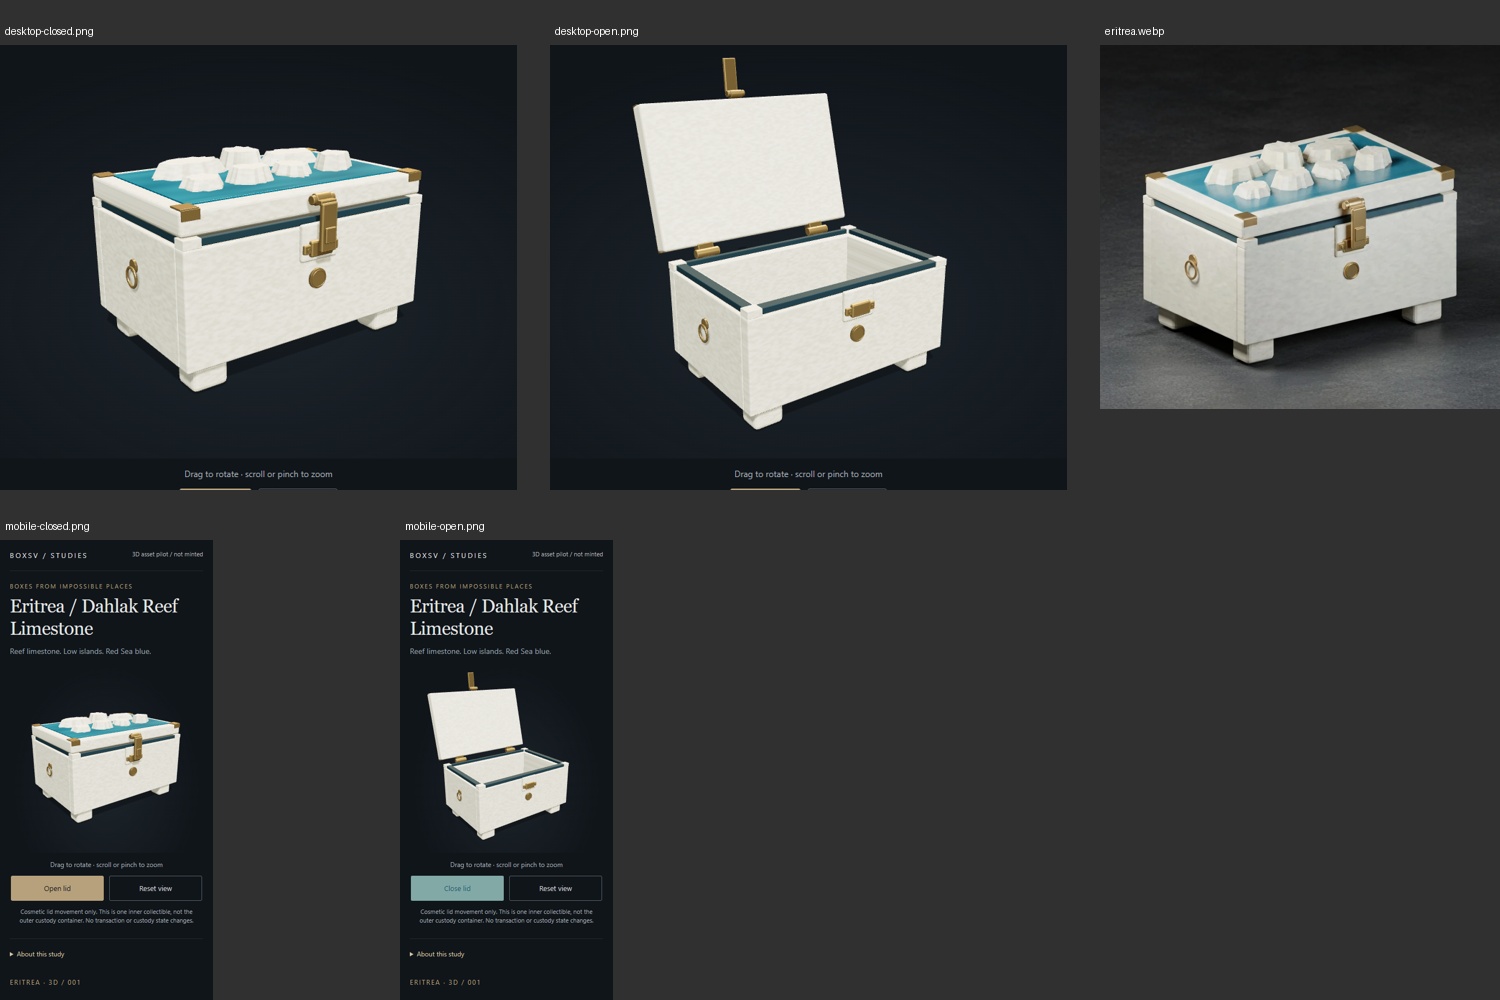 desktop-closed.png
desktop-open.png
eritrea.webp
Drag to rotate · scroll or pinch to zoom
Drag to rotate · scroll or pinch to zoom
mobile-closed.png
mobile-open.png
BOXSV / STUDIES
3D asset pilot / not minted
BOXES FROM IMPOSSIBLE PLACES
Eritrea / Dahlak Reef
Limestone
Reef limestone. Low islands. Red Sea blue.
Drag to rotate · scroll or pinch to zoom
Open lid
Reset view
Cosmetic lid movement only. This is one inner collectible, not the
outer custody container. No transaction or custody state changes.
▶ About this study
ERITREA - 3D / 001
BOXSV / STUDIES
3D asset pilot / not minted
BOXES FROM IMPOSSIBLE PLACES
Eritrea / Dahlak Reef
Limestone
Reef limestone. Low islands. Red Sea blue.
Drag to rotate · scroll or pinch to zoom
Close lid
Reset view
Cosmetic lid movement only. This is one inner collectible, not the
outer custody container. No transaction or custody state changes.
▶ About this study
ERITREA - 3D / 001